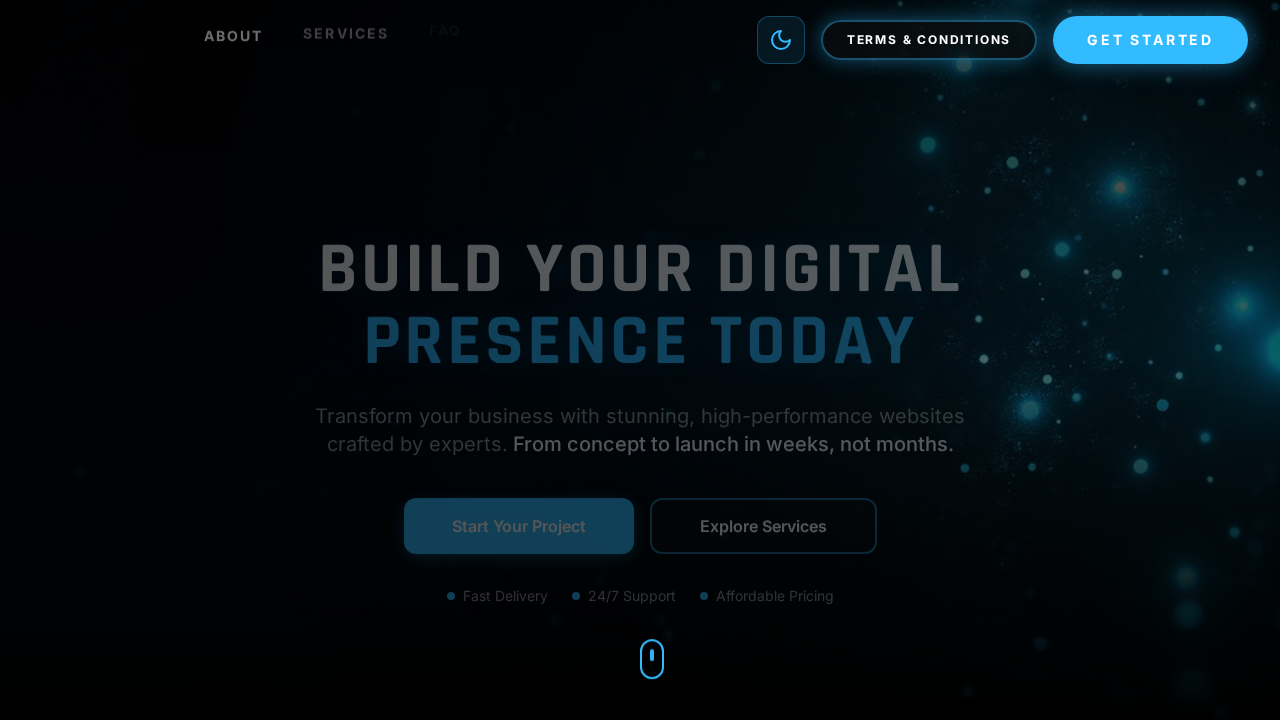 ABOUT
SERVICES
FAQ
TERMS & CONDITIONS
GET STARTED
BUILD YOUR DIGITAL
PRESENCE TODAY
Transform your business with stunning, high-performance websites
crafted by experts. From concept to launch in weeks, not months.
Start Your Project
Explore Services
Fast Delivery
24/7 Support
Affordable Pricing